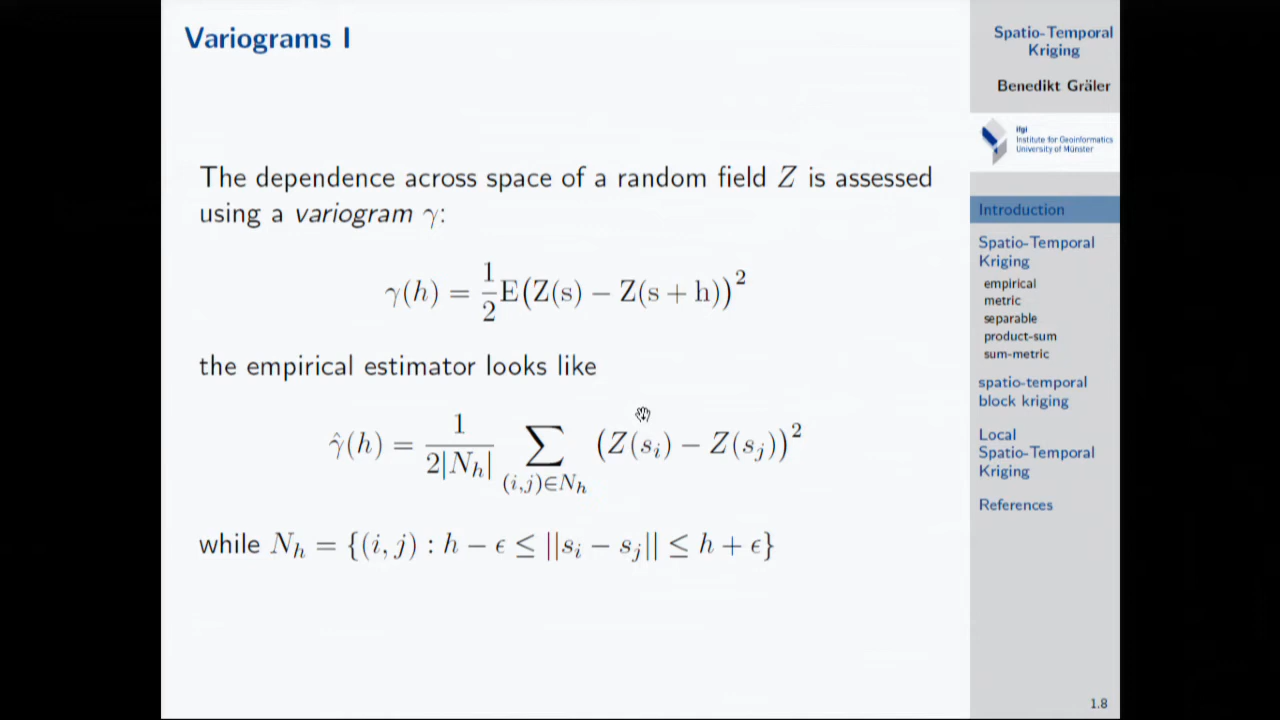 Variograms I
The dependence across space of a random field Z is assessed
using a variogram γ:
γ(h) = 1/2 E(Z(s) − Z(s + h))²
the empirical estimator looks like
γ̂(h) = 1/(2|N_h|) ∑_{(i,j)∈N_h} (Z(s_i) − Z(s_j))²
while N_h = {(i, j) : h − ϵ ≤ ||s_i − s_j|| ≤ h + ϵ}
Spatio-Temporal
Kriging
Benedikt Gräler
ifgi
Institute for Geoinformatics
University of Münster
Introduction
Spatio-Temporal
Kriging
empirical
metric
separable
product-sum
sum-metric
spatio-temporal
block kriging
Local
Spatio-Temporal
Kriging
References
1.8